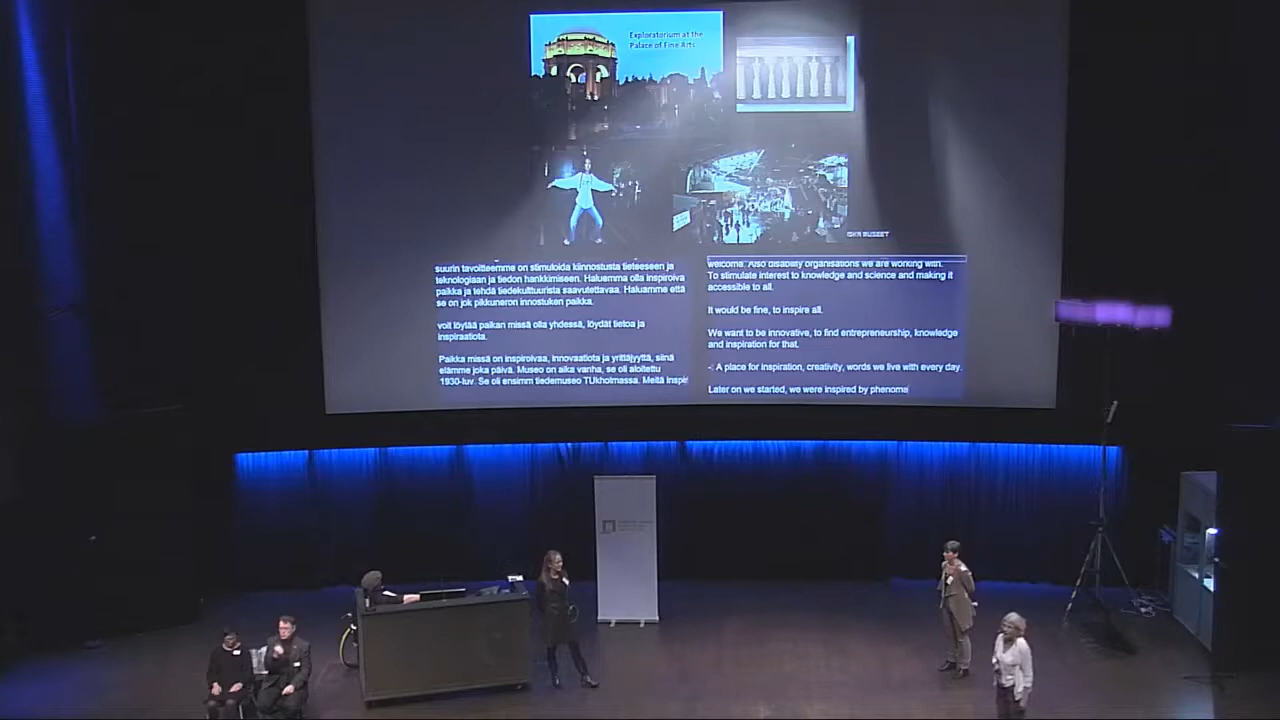 Exploratorium at the
Palace of Fine Arts
suurin tavoitteemme on stimuloida kiinnostusta tieteeseen ja
teknologiaan ja tiedon hankkimiseen. Haluemma olla inspiroiva
paikka ja tehdä tiedekulttuurista saavutettavaa. Haluamme että
se on jok pikkuneron innostuken paikka.
voit löytää paikan missä olla yhdessä, löydät tietoa ja
inspiraatiota.
Paikka missä on inspiroivaa, innovaatiota ja yrittäjyyttä, siinä
elämme joka päivä. Museo on aika vanha, se oli aloitettu
1930-luv. Se oli ensimm tiedemuseo TUkholmassa. Meitä inspir
welcome. Also disability organisations we are working with.
To stimulate interest to knowledge and science and making it
accessible to all.
It would be fine, to inspire all.
We want to be innovative, to find entrepreneurship, knowledge
and inspiration for that.
-: A place for inspiration, creativity, words we live with every day.
Later on we started, we were inspired by phenoma